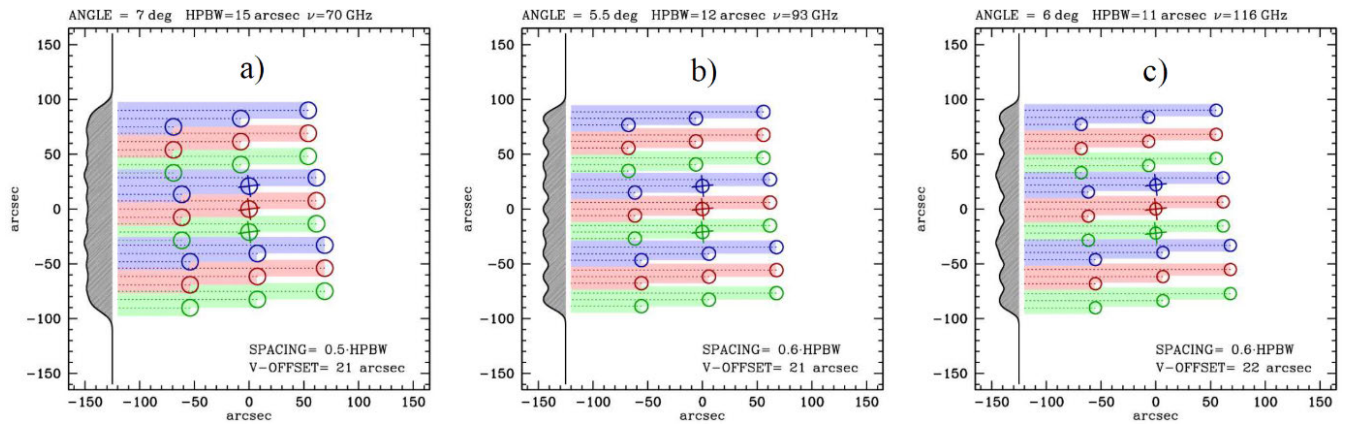 ANGLE = 7 deg HPBW=15 arcsec ν=70 GHz
a)
150
100
50
0
−50
−100
−150
arcsec
SPACING= 0.5·HPBW
V-OFFSET= 21 arcsec
−150 −100 −50 0 50 100 150
arcsec
ANGLE = 5.5 deg HPBW=12 arcsec ν=93 GHz
b)
150
100
50
0
−50
−100
−150
arcsec
SPACING= 0.6·HPBW
V-OFFSET= 21 arcsec
−150 −100 −50 0 50 100 150
arcsec
ANGLE = 6 deg HPBW=11 arcsec ν=116 GHz
c)
150
100
50
0
−50
−100
−150
arcsec
SPACING= 0.6·HPBW
V-OFFSET= 22 arcsec
−150 −100 −50 0 50 100 150
arcsec